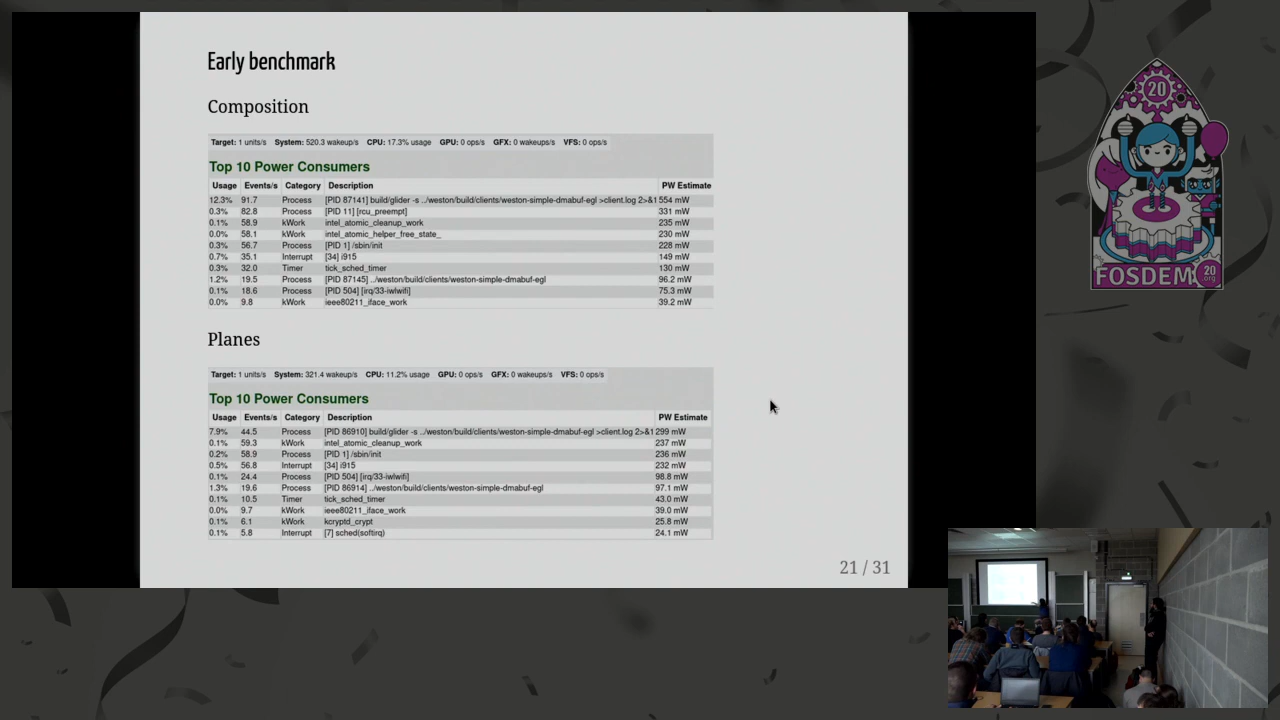 Early benchmark
Composition
Target: 1 units/s System: 520.3 wakeup/s CPU: 17.3% usage GPU: 0 ops/s GFX: 0 wakeups/s VFS: 0 ops/s
Top 10 Power Consumers
Usage Events/s Category Description PW Estimate
12.3% 91.7 Process [PID 87141] build/glider -s ../weston/build/clients/weston-simple-dmabuf-egl >client.log 2>&1 554 mW
0.3% 82.8 Process [PID 11] [rcu_preempt] 331 mW
0.1% 58.9 kWork intel_atomic_cleanup_work 235 mW
0.0% 58.1 kWork intel_atomic_helper_free_state_ 230 mW
0.3% 56.7 Process [PID 1] /sbin/init 228 mW
0.7% 35.1 Interrupt [34] i915 149 mW
0.3% 32.0 Timer tick_sched_timer 130 mW
1.2% 19.5 Process [PID 87145] ../weston/build/clients/weston-simple-dmabuf-egl 96.2 mW
0.1% 18.6 Process [PID 504] [irq/33-iwlwifi] 75.3 mW
0.0% 9.8 kWork ieee80211_iface_work 39.2 mW
Planes
Target: 1 units/s System: 321.4 wakeup/s CPU: 11.2% usage GPU: 0 ops/s GFX: 0 wakeups/s VFS: 0 ops/s
Top 10 Power Consumers
Usage Events/s Category Description PW Estimate
7.9% 44.5 Process [PID 86910] build/glider -s ../weston/build/clients/weston-simple-dmabuf-egl >client.log 2>&1 299 mW
0.1% 59.3 kWork intel_atomic_cleanup_work 237 mW
0.2% 58.9 Process [PID 1] /sbin/init 236 mW
0.5% 56.8 Interrupt [34] i915 232 mW
0.1% 24.4 Process [PID 504] [irq/33-iwlwifi] 98.8 mW
1.3% 19.6 Process [PID 86914] ../weston/build/clients/weston-simple-dmabuf-egl 97.1 mW
0.1% 10.5 Timer tick_sched_timer 43.0 mW
0.0% 9.7 kWork ieee80211_iface_work 39.0 mW
0.1% 6.1 kWork kcryptd_crypt 25.8 mW
0.1% 5.8 Interrupt [7] sched(softirq) 24.1 mW
21 / 31
20
FOSDEM 20
.org